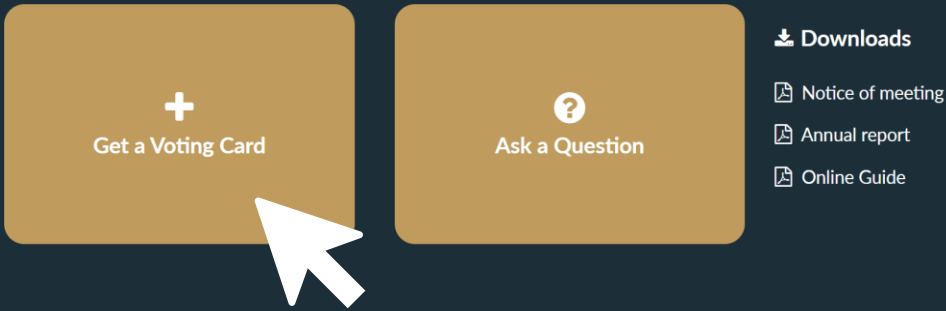 Get a Voting Card
Ask a Question
Downloads
Notice of meeting
Annual report
Online Guide